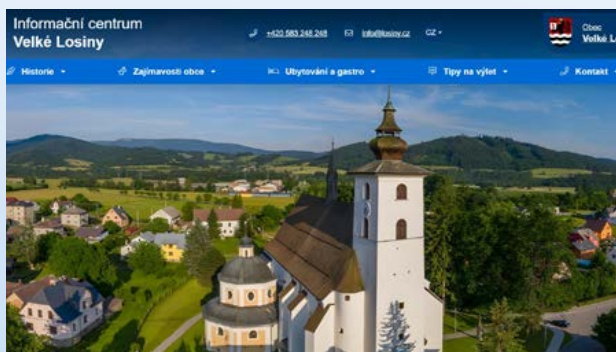 Informační centrum
Velké Losiny
+420 583 248 248
info@losiny.cz
CZ
Obec
Velké Lo
Historie
Zajímavosti obce
Ubytování a gastro
Tipy na výlet
Kontakt